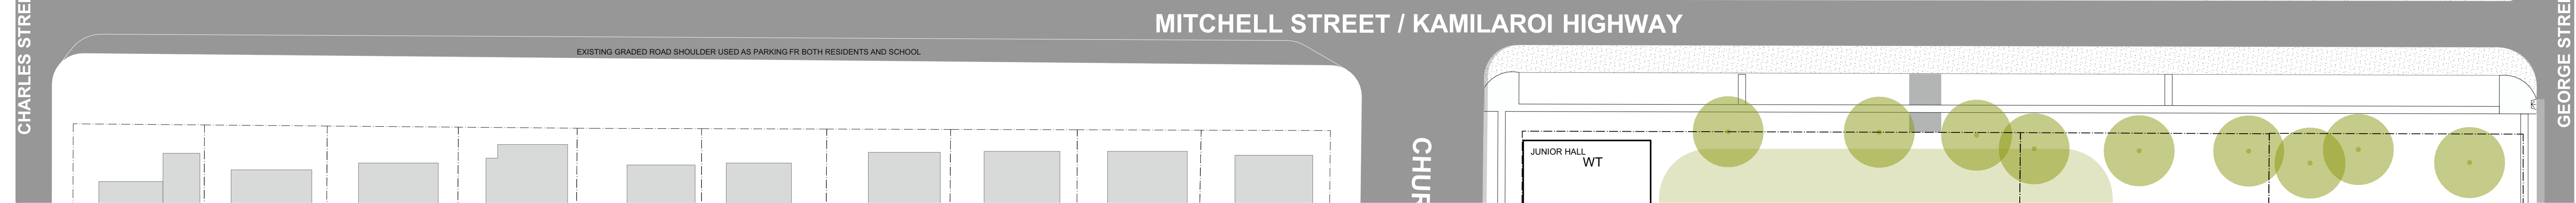 MITCHELL STREET / KAMILAROI HIGHWAY
EXISTING GRADED ROAD SHOULDER USED AS PARKING FR BOTH RESIDENTS AND SCHOOL
CHARLES STREE
CHUR
JUNIOR HALL
WT
GEORGE STREE